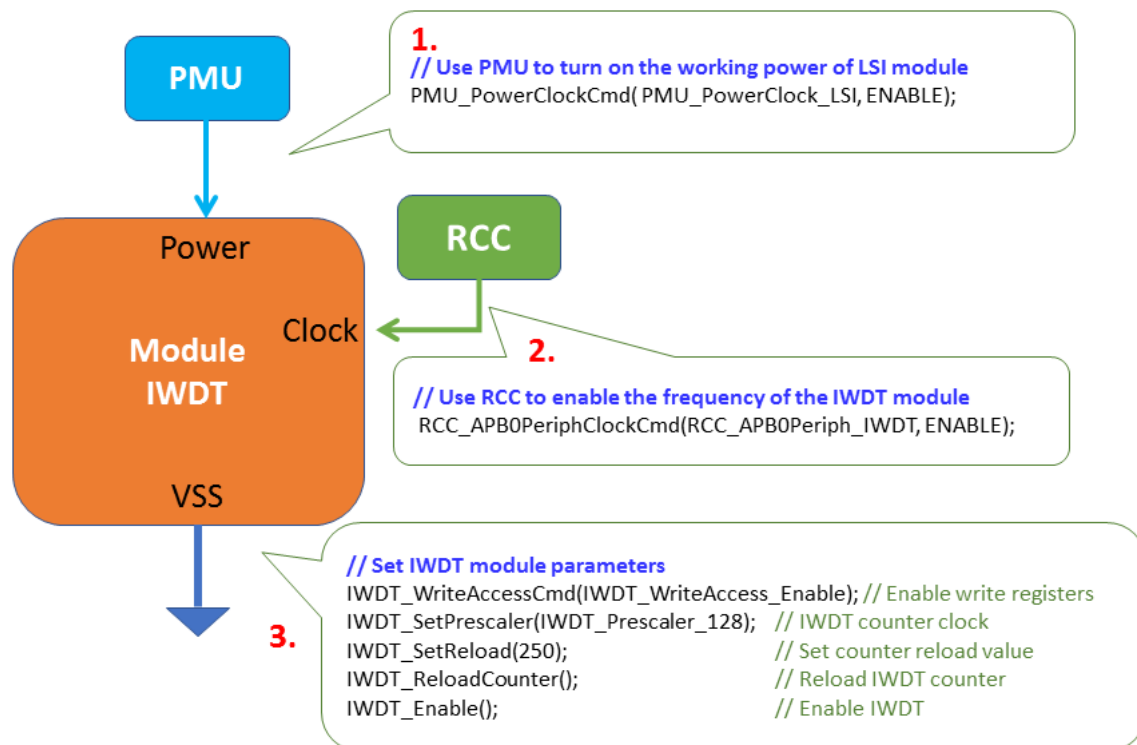 PMU
1.
// Use PMU to turn on the working power of LSI module
PMU_PowerClockCmd( PMU_PowerClock_LSI, ENABLE);
Power
RCC
Clock
Module
IWDT
2.
// Use RCC to enable the frequency of the IWDT module
RCC_APB0PeriphClockCmd(RCC_APB0Periph_IWDT, ENABLE);
VSS
3.
// Set IWDT module parameters
IWDT_WriteAccessCmd(IWDT_WriteAccess_Enable); // Enable write registers
IWDT_SetPrescaler(IWDT_Prescaler_128); // IWDT counter clock
IWDT_SetReload(250); // Set counter reload value
IWDT_ReloadCounter(); // Reload IWDT counter
IWDT_Enable(); // Enable IWDT